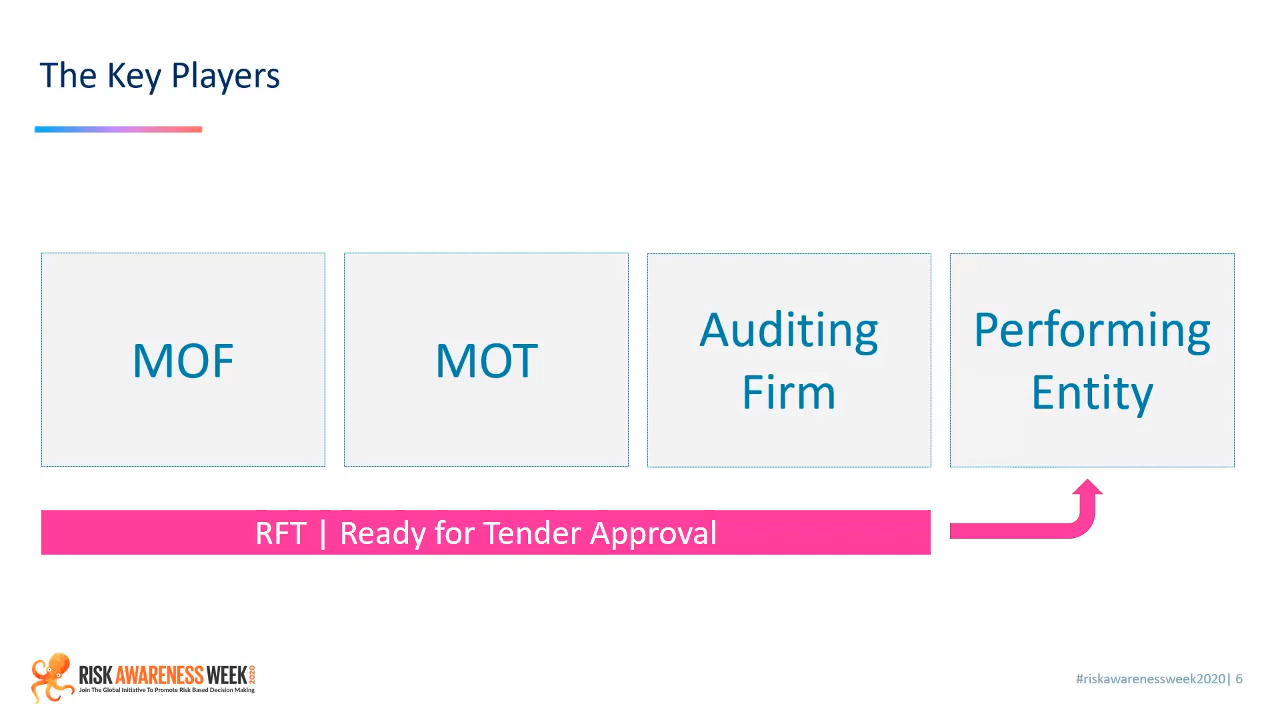 The Key Players
MOF
MOT
Auditing
Firm
Performing
Entity
RFT | Ready for Tender Approval
RISK AWARENESS WEEK 2020
Join The Global Initiative To Promote Risk Based Decision Making
#riskawarenessweek2020| 6